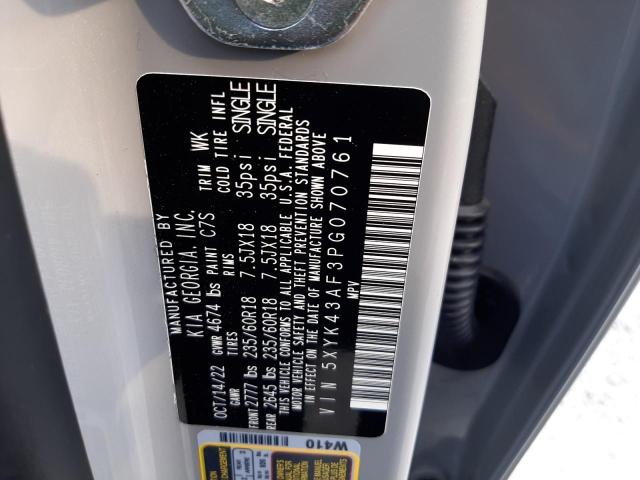 MANUFACTURED BY
KIA GEORGIA, INC.
OCT/14/22 GVWR 4674 lbs PAINT C7S TRIM WK
GAWR TIRES RIMS COLD TIRE INFL
FRONT 2777 lbs 235/60R18 7.5JX18 35psi SINGLE
REAR 2645 lbs 235/60R18 7.5JX18 35psi SINGLE
THIS VEHICLE CONFORMS TO ALL APPLICABLE U.S.A. FEDERAL
MOTOR VEHICLE SAFETY AND THEFT PREVENTION STANDARDS
IN EFFECT ON THE DATE OF MANUFACTURE SHOWN ABOVE
VIN 5XYK43AF3PG070761
MPV
W410